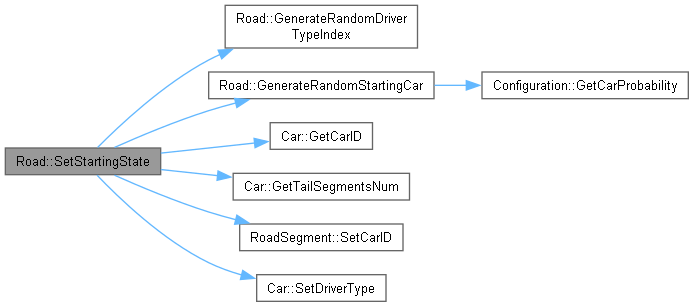 Road::GenerateRandomDriver
TypeIndex
Road::GenerateRandomStartingCar
Configuration::GetCarProbability
Car::GetCarID
Road::SetStartingState
Car::GetTailSegmentsNum
RoadSegment::SetCarID
Car::SetDriverType